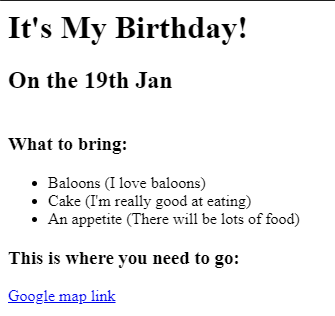 It's My Birthday!
On the 19th Jan
What to bring:
Baloons (I love baloons)
Cake (I'm really good at eating)
An appetite (There will be lots of food)
This is where you need to go:
Google map link